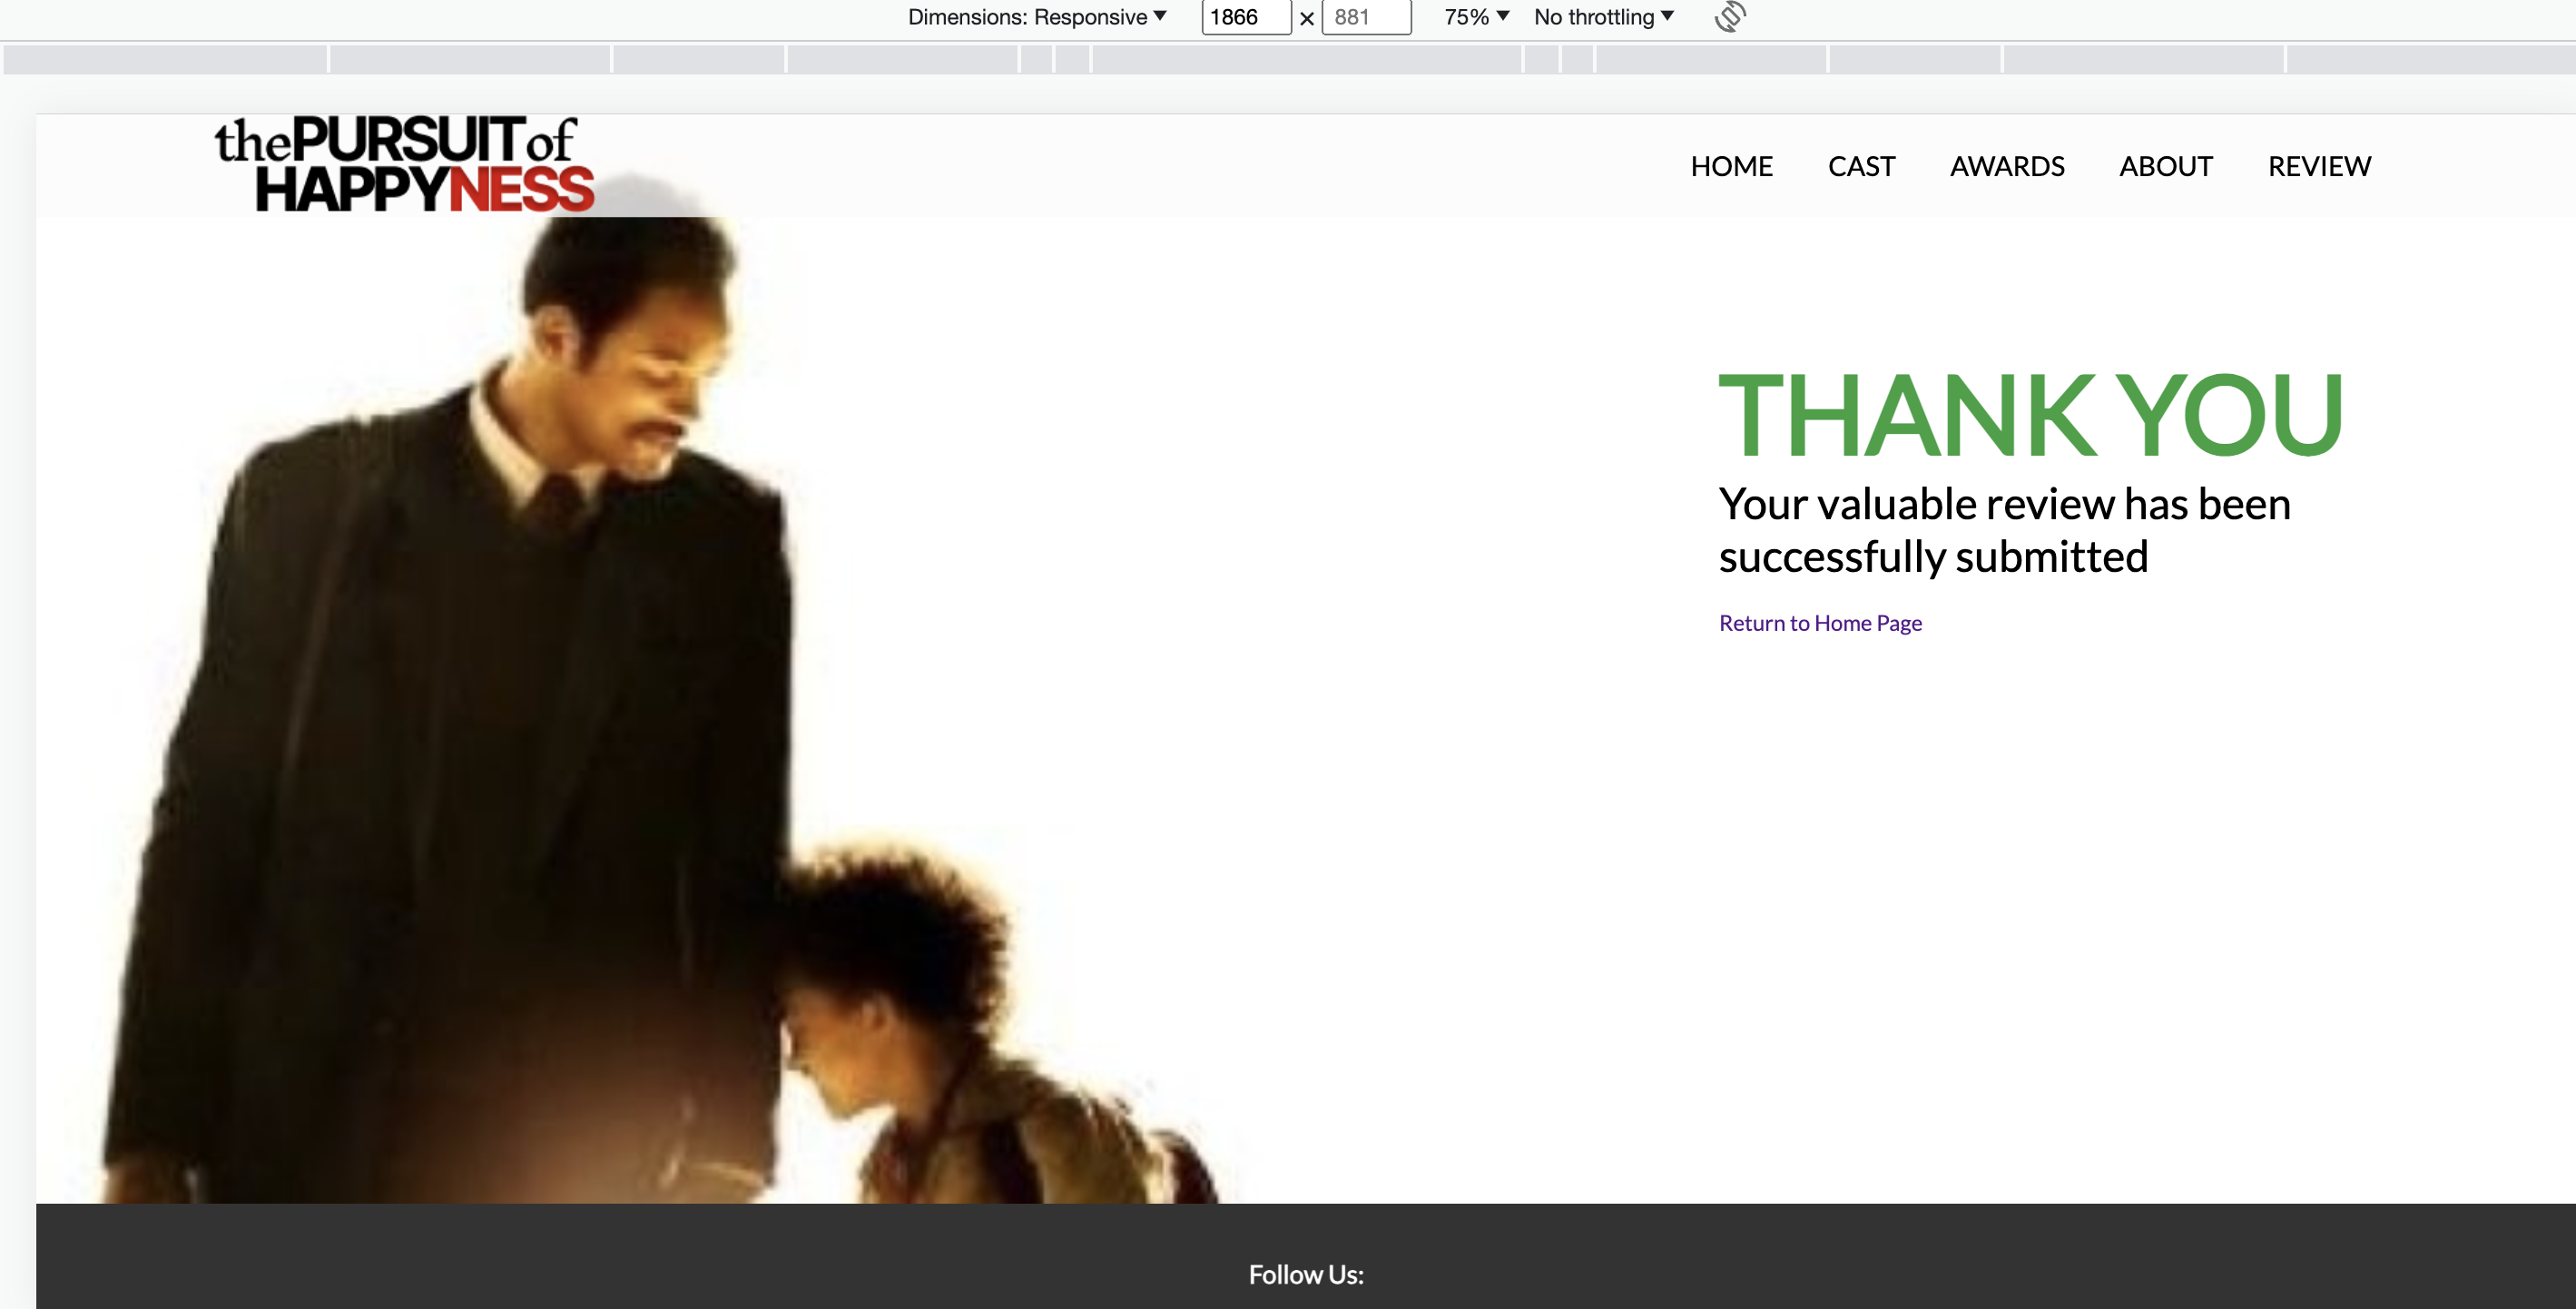 Dimensions: Responsive 1866 × 881 75% No throttling
thePURSUITof
HAPPYNESS
HOME CAST AWARDS ABOUT REVIEW
THANK YOU
Your valuable review has been
successfully submitted
Return to Home Page
Follow Us: